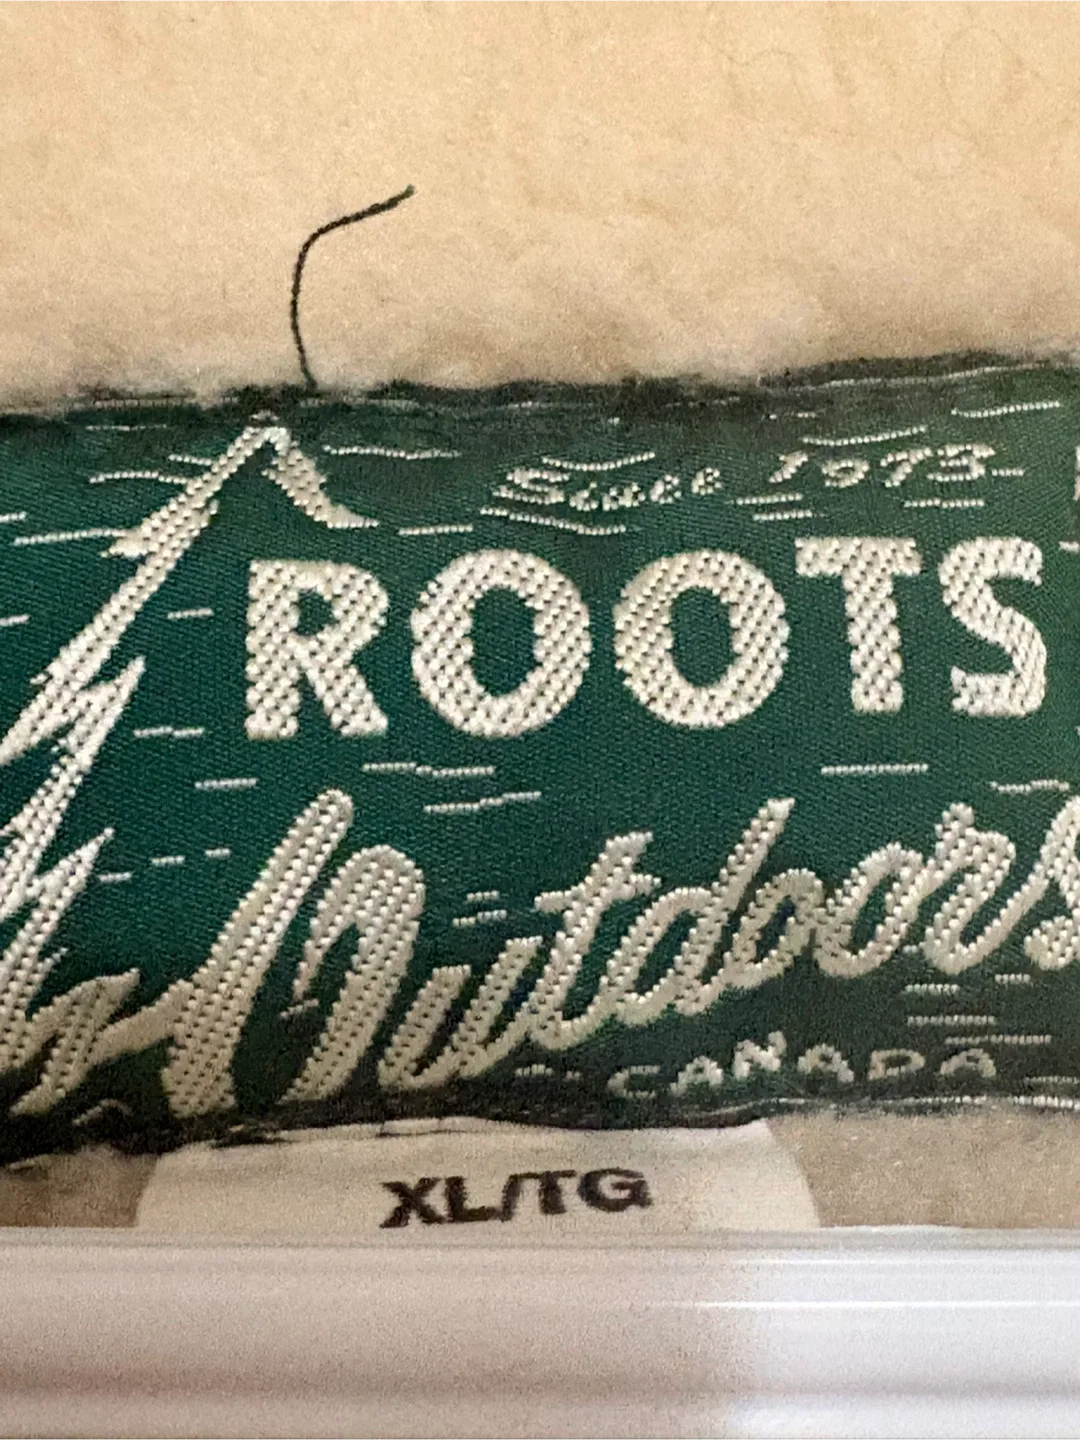 Since 1973
ROOTS
Outdoors
CANADA
XL/TG